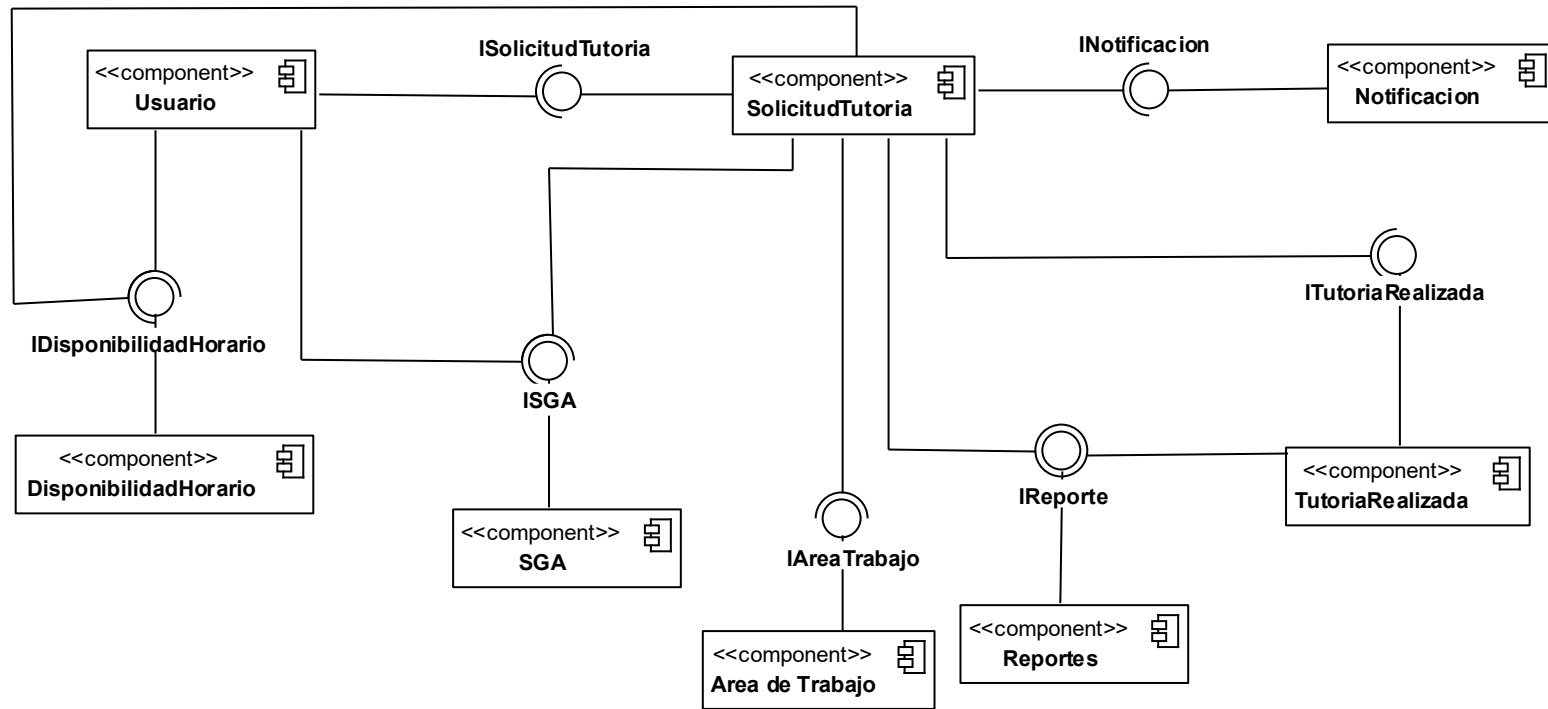 ISolicitudTutoria
INotificacion
<<component>>
Usuario
<<component>>
SolicitudTutoria
<<component>>
Notificacion
ITutoriaRealizada
IDisponibilidadHorario
ISGA
<<component>>
DisponibilidadHorario
<<component>>
TutoriaRealizada
IReporte
<<component>>
SGA
IAreaTrabajo
<<component>>
Reportes
<<component>>
Area de Trabajo